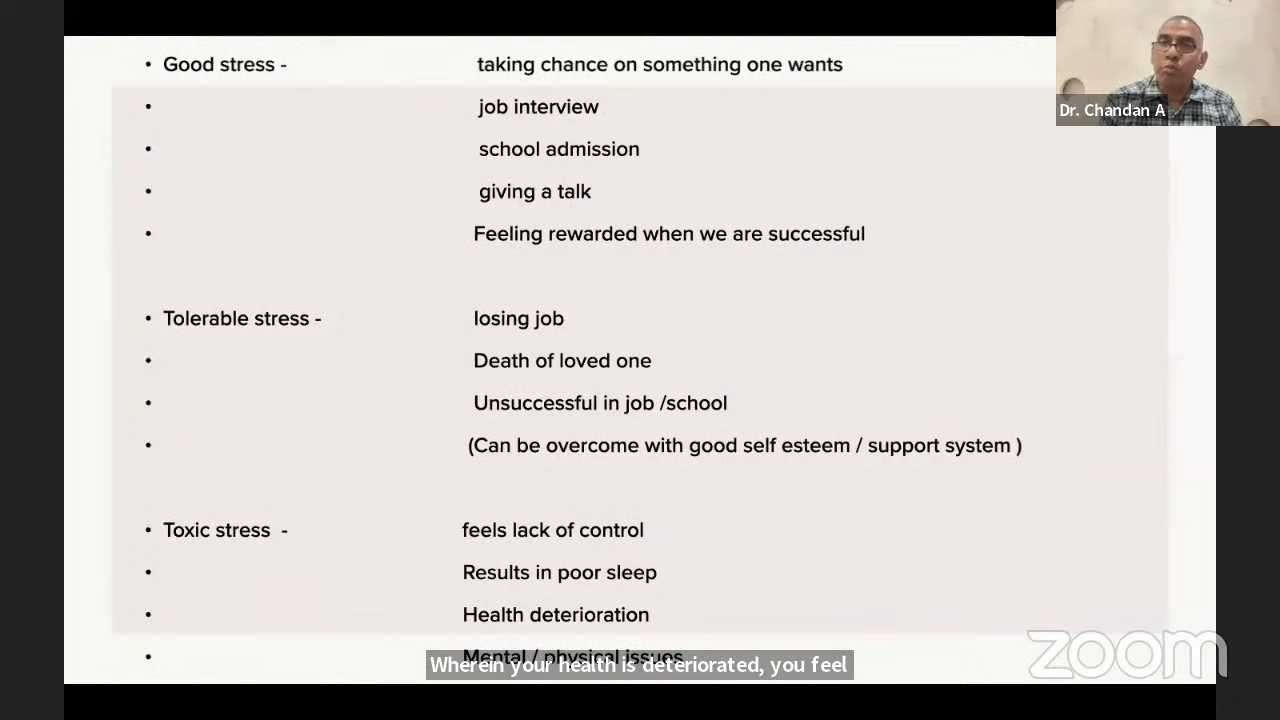 • Good stress - taking chance on something one wants
• job interview
• school admission
• giving a talk
• Feeling rewarded when we are successful
• Tolerable stress - losing job
• Death of loved one
• Unsuccessful in job /school
• (Can be overcome with good self esteem / support system )
• Toxic stress - feels lack of control
• Results in poor sleep
• Health deterioration
• Mental / physical issues
Wherein your health is deteriorated, you feel
Dr. Chandan A
zoom